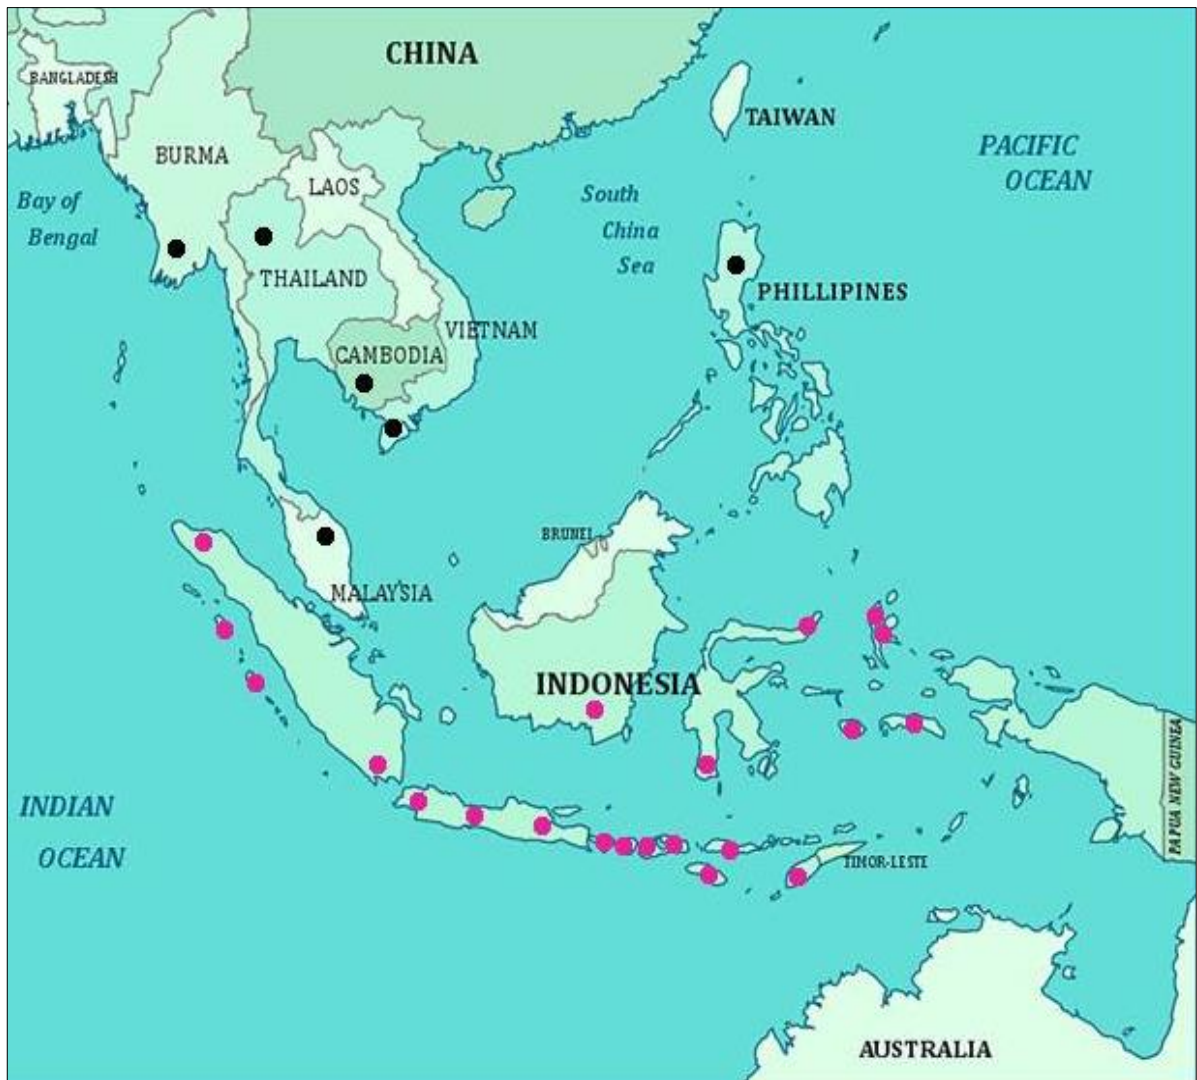 CHINA
BANGLADESH
TAIWAN
PACIFIC
OCEAN
BURMA
LAOS
Bay of
Bengal
South
China
Sea
THAILAND
PHILLIPINES
VIETNAM
CAMBODIA
BRUNEI
MALAYSIA
INDONESIA
PAPUA NEW GUINEA
INDIAN
OCEAN
TIMOR-LESTE
AUSTRALIA